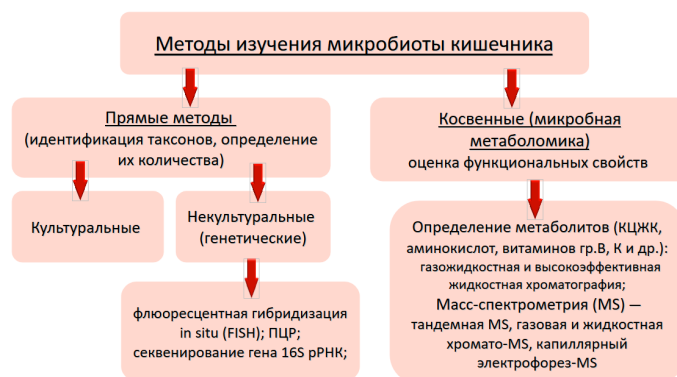 Методы изучения микробиоты кишечника
Прямые методы
(идентификация таксонов, определение
их количества)
Косвенные (микробная
метаболомика)
оценка функциональных свойств
Культуральные
Некультуральные
(генетические)
флюоресцентная гибридизация
in situ (FISH); ПЦР;
секвенирование гена 16S рРНК;
Определение метаболитов (КЦЖК,
аминокислот, витаминов гр.В, К и др.):
газожидкостная и высокоэффективная
жидкостная хроматография;
Масс-спектрометрия (MS) —
тандемная MS, газовая и жидкостная
хромато-MS, капиллярный
электрофорез-MS